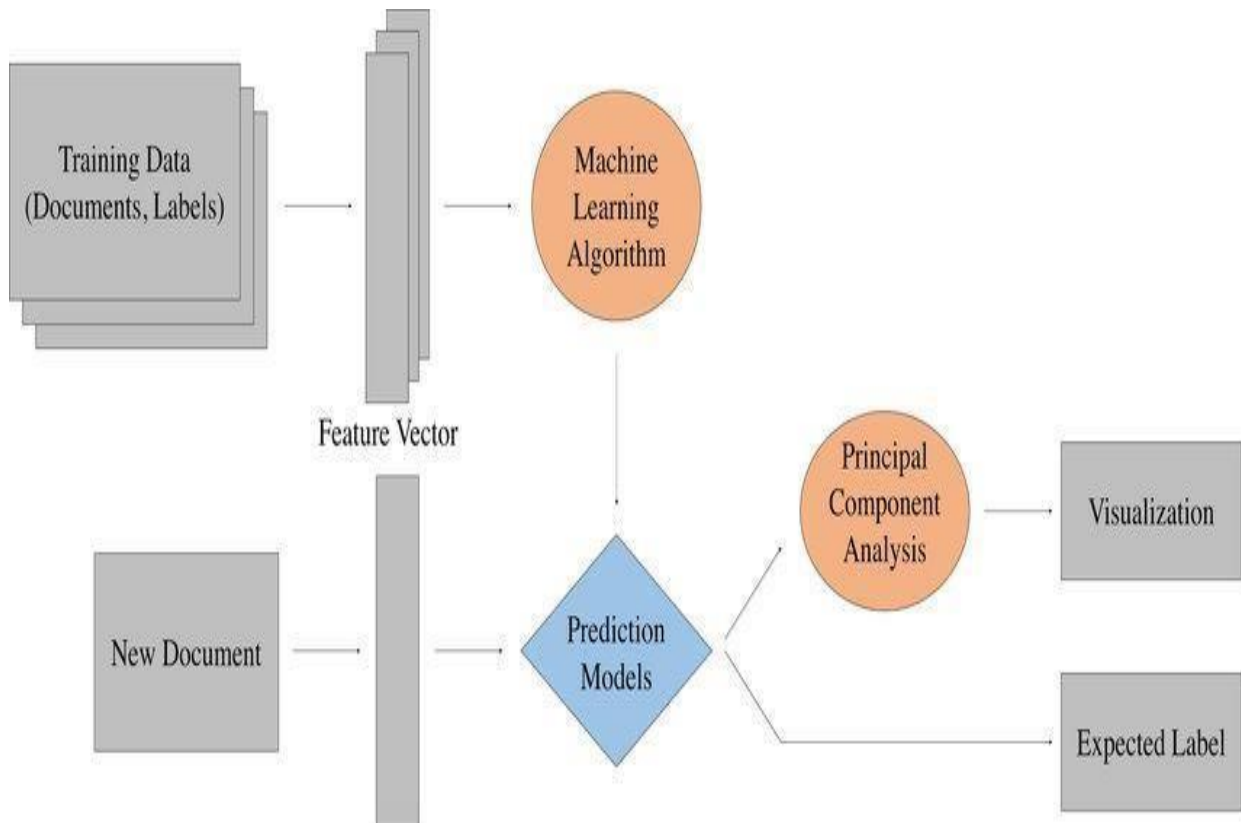 Training Data
(Documents, Labels)
Machine
Learning
Algorithm
Feature Vector
Principal
Component
Analysis
Visualization
New Document
Prediction
Models
Expected Label